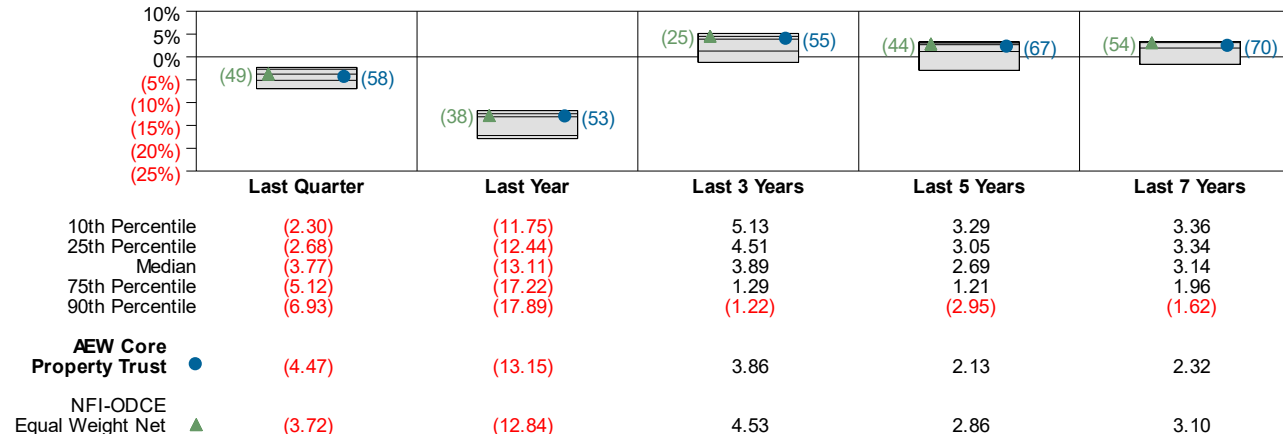 10%
5%
0%
(5%)
(10%)
(15%)
(20%)
(25%)
(49) (58)
(38) (53)
(25) (55)
(44) (67)
(54) (70)
Last Quarter Last Year Last 3 Years Last 5 Years Last 7 Years
10th Percentile (2.30) (11.75) 5.13 3.29 3.36
25th Percentile (2.68) (12.44) 4.51 3.05 3.34
Median (3.77) (13.11) 3.89 2.69 3.14
75th Percentile (5.12) (17.22) 1.29 1.21 1.96
90th Percentile (6.93) (17.89) (1.22) (2.95) (1.62)
AEW Core
Property Trust (4.47) (13.15) 3.86 2.13 2.32
NFI-ODCE
Equal Weight Net (3.72) (12.84) 4.53 2.86 3.10